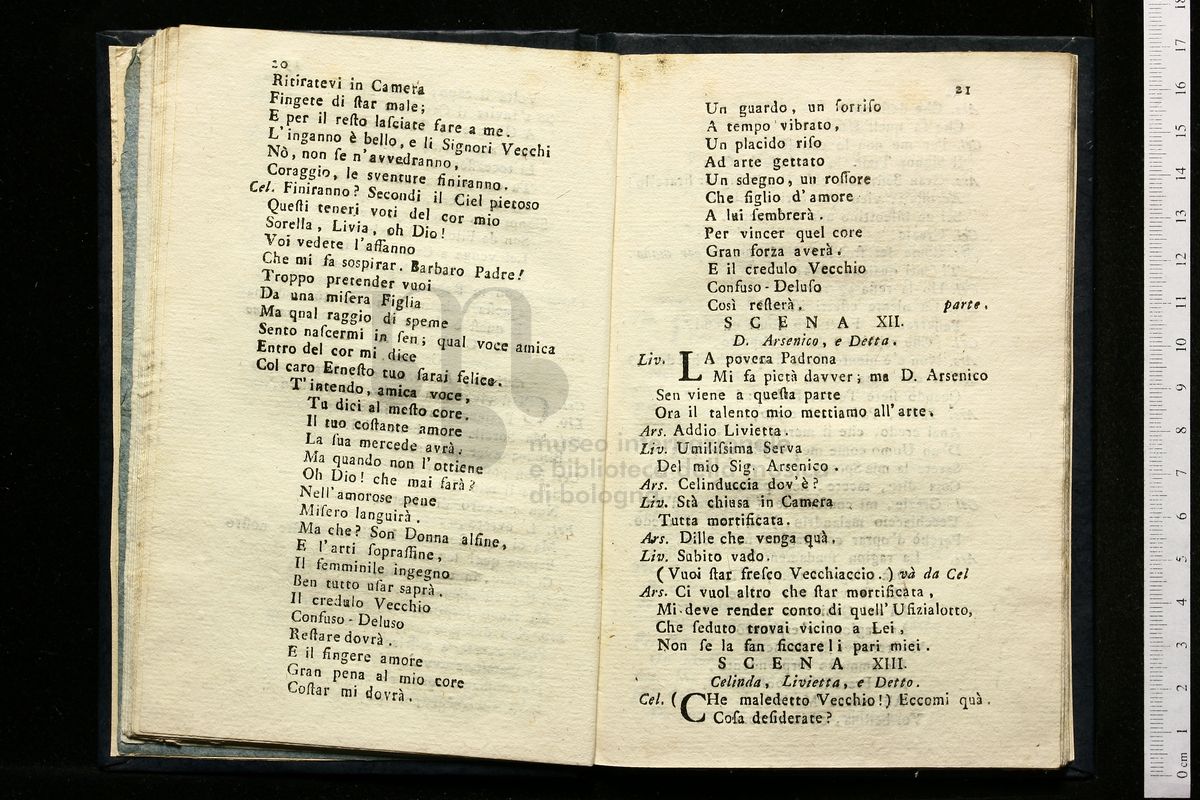 20
Ritiratevi in Camera
Fingete di ſtar male;
E per il reſto laſciate fare a me.
L'inganno è bello, e li Signori Vecchi
Nò, non ſe n'avvedranno,
Coraggio, le sventure finiranno.
Cel. Finiranno? Secondi il Ciel pietoso
Queſti teneri voti del cor mio
Sorella, Livia, oh Dio!
Voi vedete l'affanno
Che mi fa sospirar. Barbaro Padre!
Troppo pretender vuoi
Da una miſera Figlia
Ma qual raggio di speme
Sento naſcermi in ſen; qual voce amica
Entro del cor mi dice
Col caro Erneſto tuo ſarai felice.
T'intendo, amica voce,
Tu dici al meſto core.
Il tuo coſtante amore
La ſua mercede avrà.
Ma quando non l'ottiene
Oh Dio! che mai ſarà?
Nell'amorose pene
Miſero languirà.
Ma che? Son Donna alfine,
E l'arti ſopraffine,
Il femminile ingegno
Ben tutto uſar saprà.
Il credulo Vecchio
Confuso-Deluso
Reſtare dovrà.
E il fingere amore
Gran pena al mio core
Coſtar mi dovrà.
21
Un guardo, un ſorriſo
A tempo vibrato,
Un placido riſo
Ad arte gettato
Un sdegno, un roſſore
Che figlio d'amore
A lui ſembrerà.
Per vincer quel core
Gran forza averà.
E il credulo Vecchio
Confuſo-Deluſo
Così reſterà. parte.
SCENA XII.
D. Arsenico, e Detta.
Liv. LA povera Padrona
Mi fa pietà davver; ma D. Arsenico
Sen viene a queſta parte
Ora il talento mio mettiamo all'arte.
Ars. Addio Livietta.
Liv. Umiliſsima Serva
Del mio Sig. Arsenico.
Ars. Celinduccia dov'è?
Liv. Stà chiusa in Camera
Tutta mortificata.
Ars. Dille che venga quà.
Liv. Subito vado.
(Vuoi ſtar freſco Vecchiaccio.) và da Cel
Ars. Ci vuol altro che ſtar mortificata,
Mi deve render conto di quell'Ufizialotto,
Che ſeduto trovai vicino a Lei,
Non ſe la fan ficcare li pari miei.
SCENA XIII.
Celinda, Livietta, e Detto.
Cel. (CHe maledetto Vecchio!) Eccomi quà.
Coſa deſiderate?
museo internazionale
e biblioteca della musica
di bologna